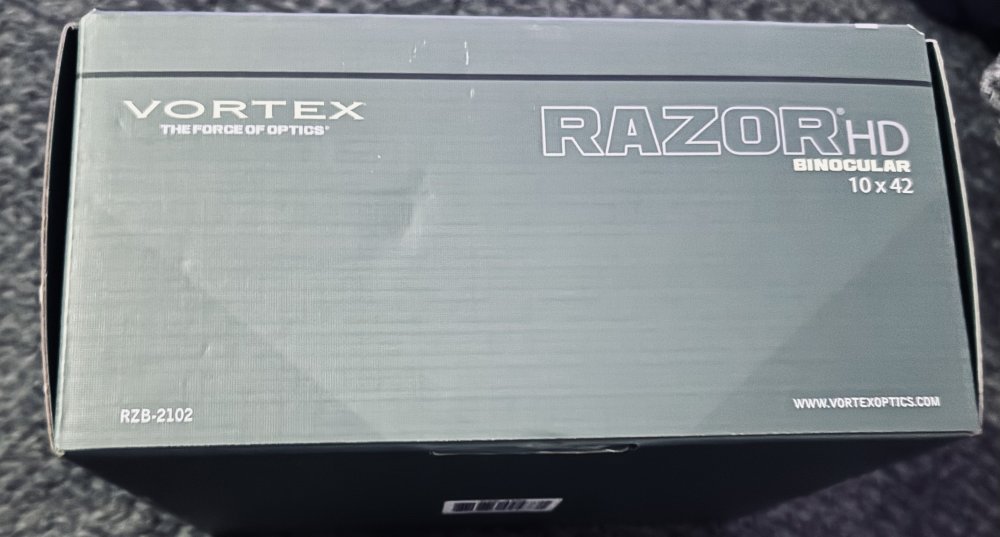 VORTEX
THE FORCE OF OPTICS®
RAZOR® HD
BINOCULAR
10 x 42
RZB-2102
WWW.VORTEXOPTICS.COM